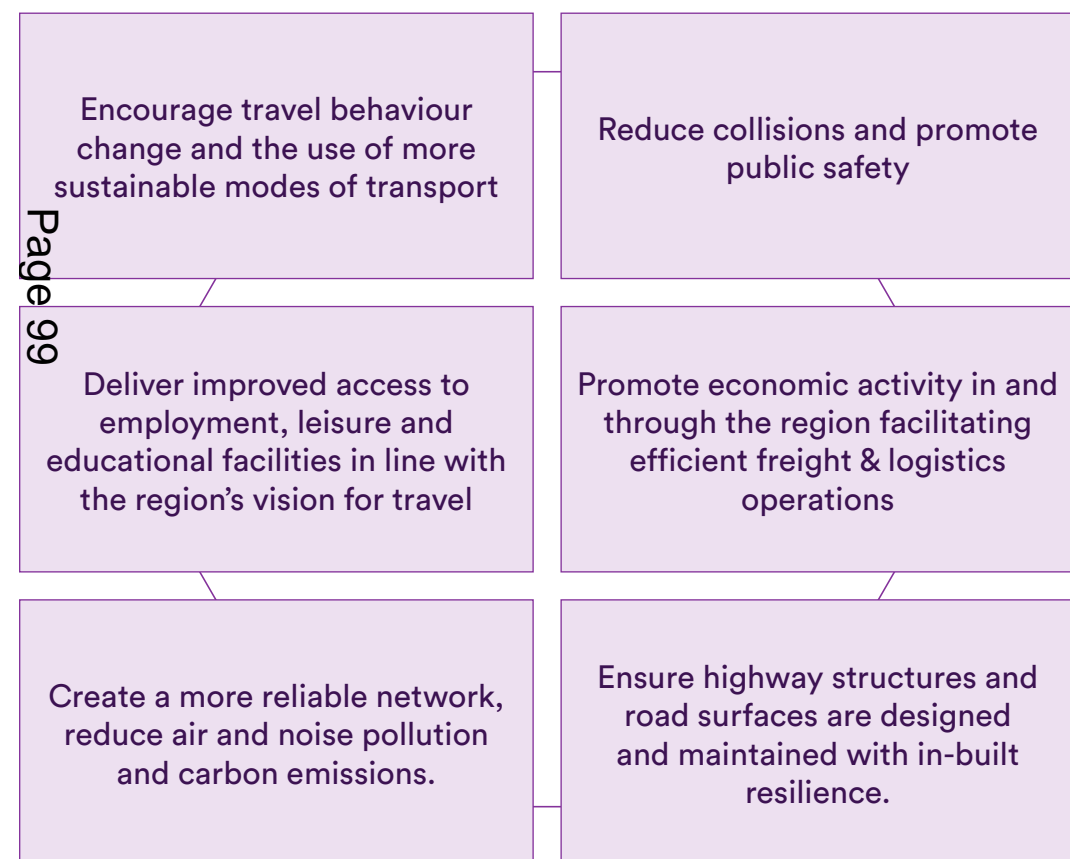 Encourage travel behaviour
change and the use of more
sustainable modes of transport
Reduce collisions and promote
public safety
Page 99
Deliver improved access to
employment, leisure and
educational facilities in line with
the region’s vision for travel
Promote economic activity in and
through the region facilitating
efficient freight & logistics
operations
Create a more reliable network,
reduce air and noise pollution
and carbon emissions.
Ensure highway structures and
road surfaces are designed
and maintained with in-built
resilience.